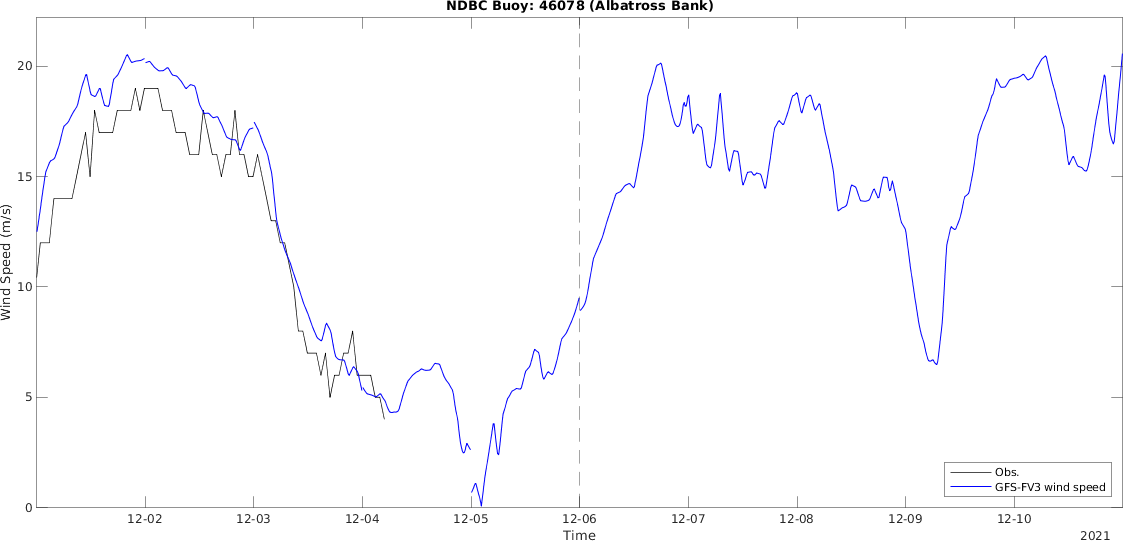 NDBC Buoy: 46078 (Albatross Bank)
Wind Speed (m/s)
20
15
10
5
0
12-02 12-03 12-04 12-05 12-06 12-07 12-08 12-09 12-10
Time
2021
Obs.
GFS-FV3 wind speed